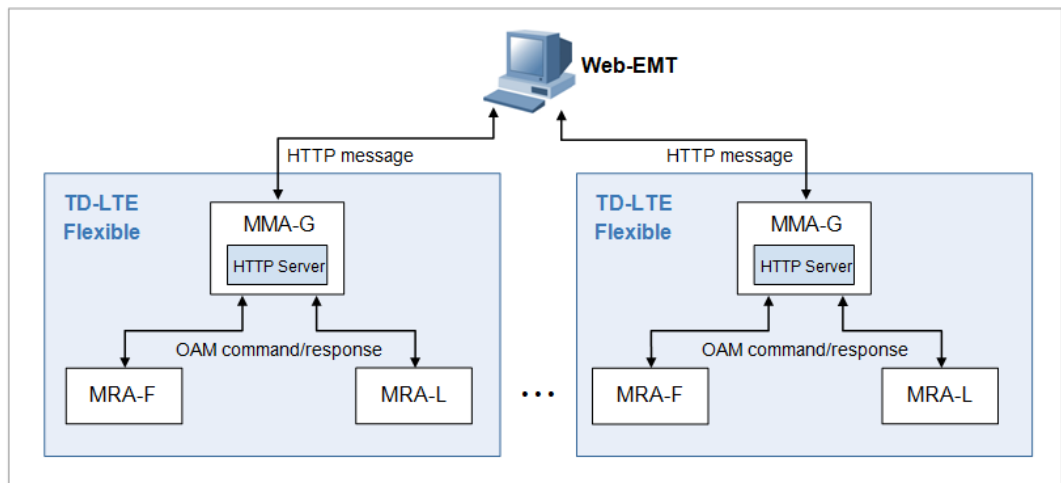 Web-EMT
HTTP message
HTTP message
TD-LTE
Flexible
MMA-G
HTTP Server
OAM command/response
MRA-F
MRA-L
...
TD-LTE
Flexible
MMA-G
HTTP Server
OAM command/response
MRA-F
MRA-L